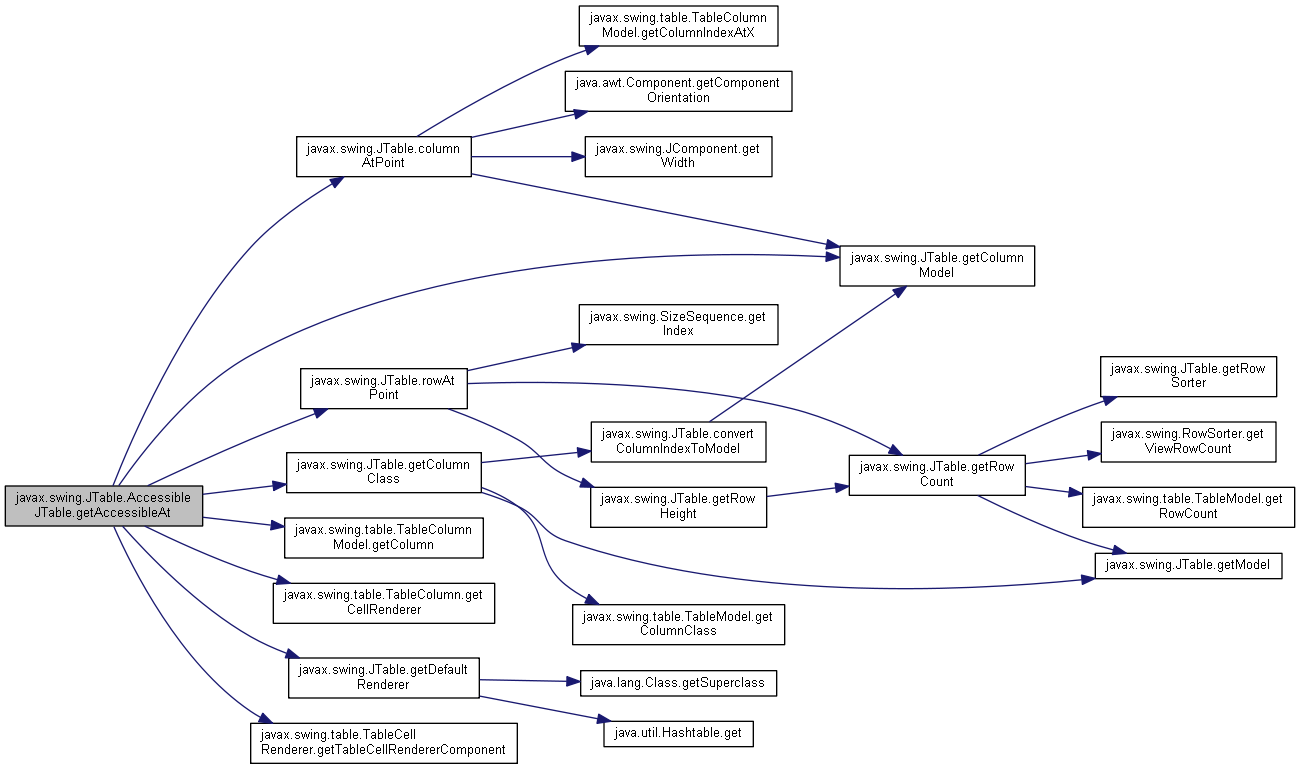 javax.swing.table.TableColumn
Model.getColumnIndexAtX
java.awt.Component.getComponent
Orientation
javax.swing.JTable.column
AtPoint
javax.swing.JComponent.get
Width
javax.swing.JTable.getColumn
Model
javax.swing.SizeSequence.get
Index
javax.swing.JTable.rowAt
Point
javax.swing.JTable.getRow
Sorter
javax.swing.JTable.convert
ColumnIndexToModel
javax.swing.RowSorter.get
ViewRowCount
javax.swing.JTable.getColumn
Class
javax.swing.JTable.getRow
Count
javax.swing.JTable.Accessible
JTable.getAccessibleAt
javax.swing.JTable.getRow
Height
javax.swing.table.TableModel.get
RowCount
javax.swing.table.TableColumn
Model.getColumn
javax.swing.JTable.getModel
javax.swing.table.TableColumn.get
CellRenderer
javax.swing.table.TableModel.get
ColumnClass
javax.swing.JTable.getDefault
Renderer
java.lang.Class.getSuperclass
java.util.Hashtable.get
javax.swing.table.TableCell
Renderer.getTableCellRendererComponent